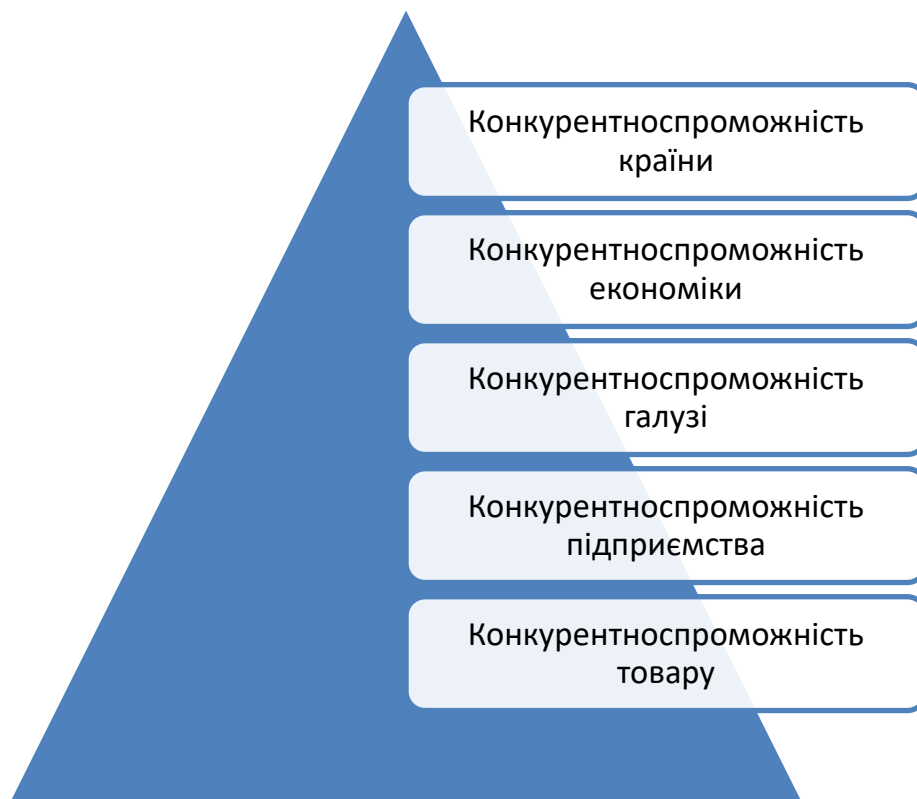 Конкурентноспроможність
країни
Конкурентноспроможність
економіки
Конкурентноспроможність
галузі
Конкурентноспроможність
підприємства
Конкурентноспроможність
товару